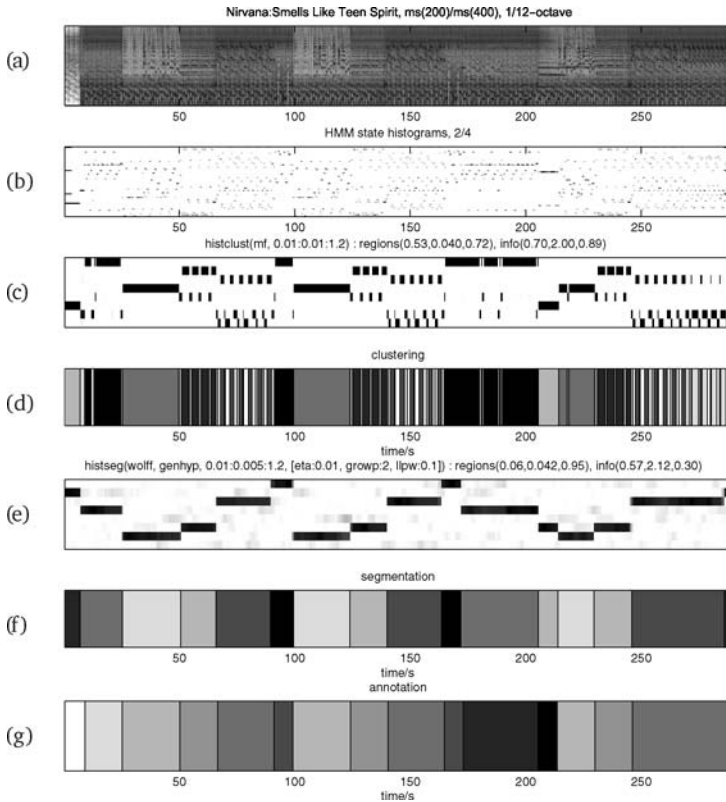 Nirvana:Smells Like Teen Spirit, ms(200)/ms(400), 1/12-octave
(a)
50 100 150 200 250
HMM state histograms, 2/4
(b)
50 100 150 200 250
histclust(mf, 0.01:0.01:1.2) : regions(0.53,0.040,0.72), info(0.70,2.00,0.89)
(c)
clustering
(d)
50 100 150 200 250
time/s
histseg(wolff, genhyp, 0.01:0.005:1.2, [eta:0.01, growp:2, llpw:0.1]) : regions(0.06,0.042,0.95), info(0.57,2.12,0.30)
(e)
segmentation
(f)
50 100 150 200 250
time/s
annotation
(g)
50 100 150 200 250
time/s